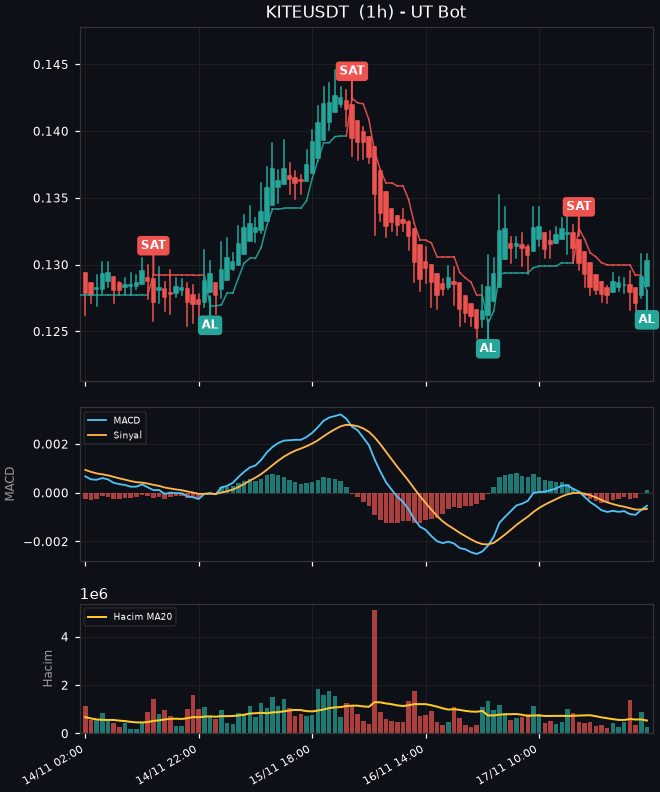 KITEUSDT  (1h) - UT Bot
0.145
0.140
0.135
0.130
0.125
SAT
SAT
SAT
AL
AL
AL
MACD
Sinyal
MACD
0.002
0.000
−0.002
1e6
Hacim MA20
Hacim
4
2
0
14/11 02:00
14/11 22:00
15/11 18:00
16/11 14:00
17/11 10:00